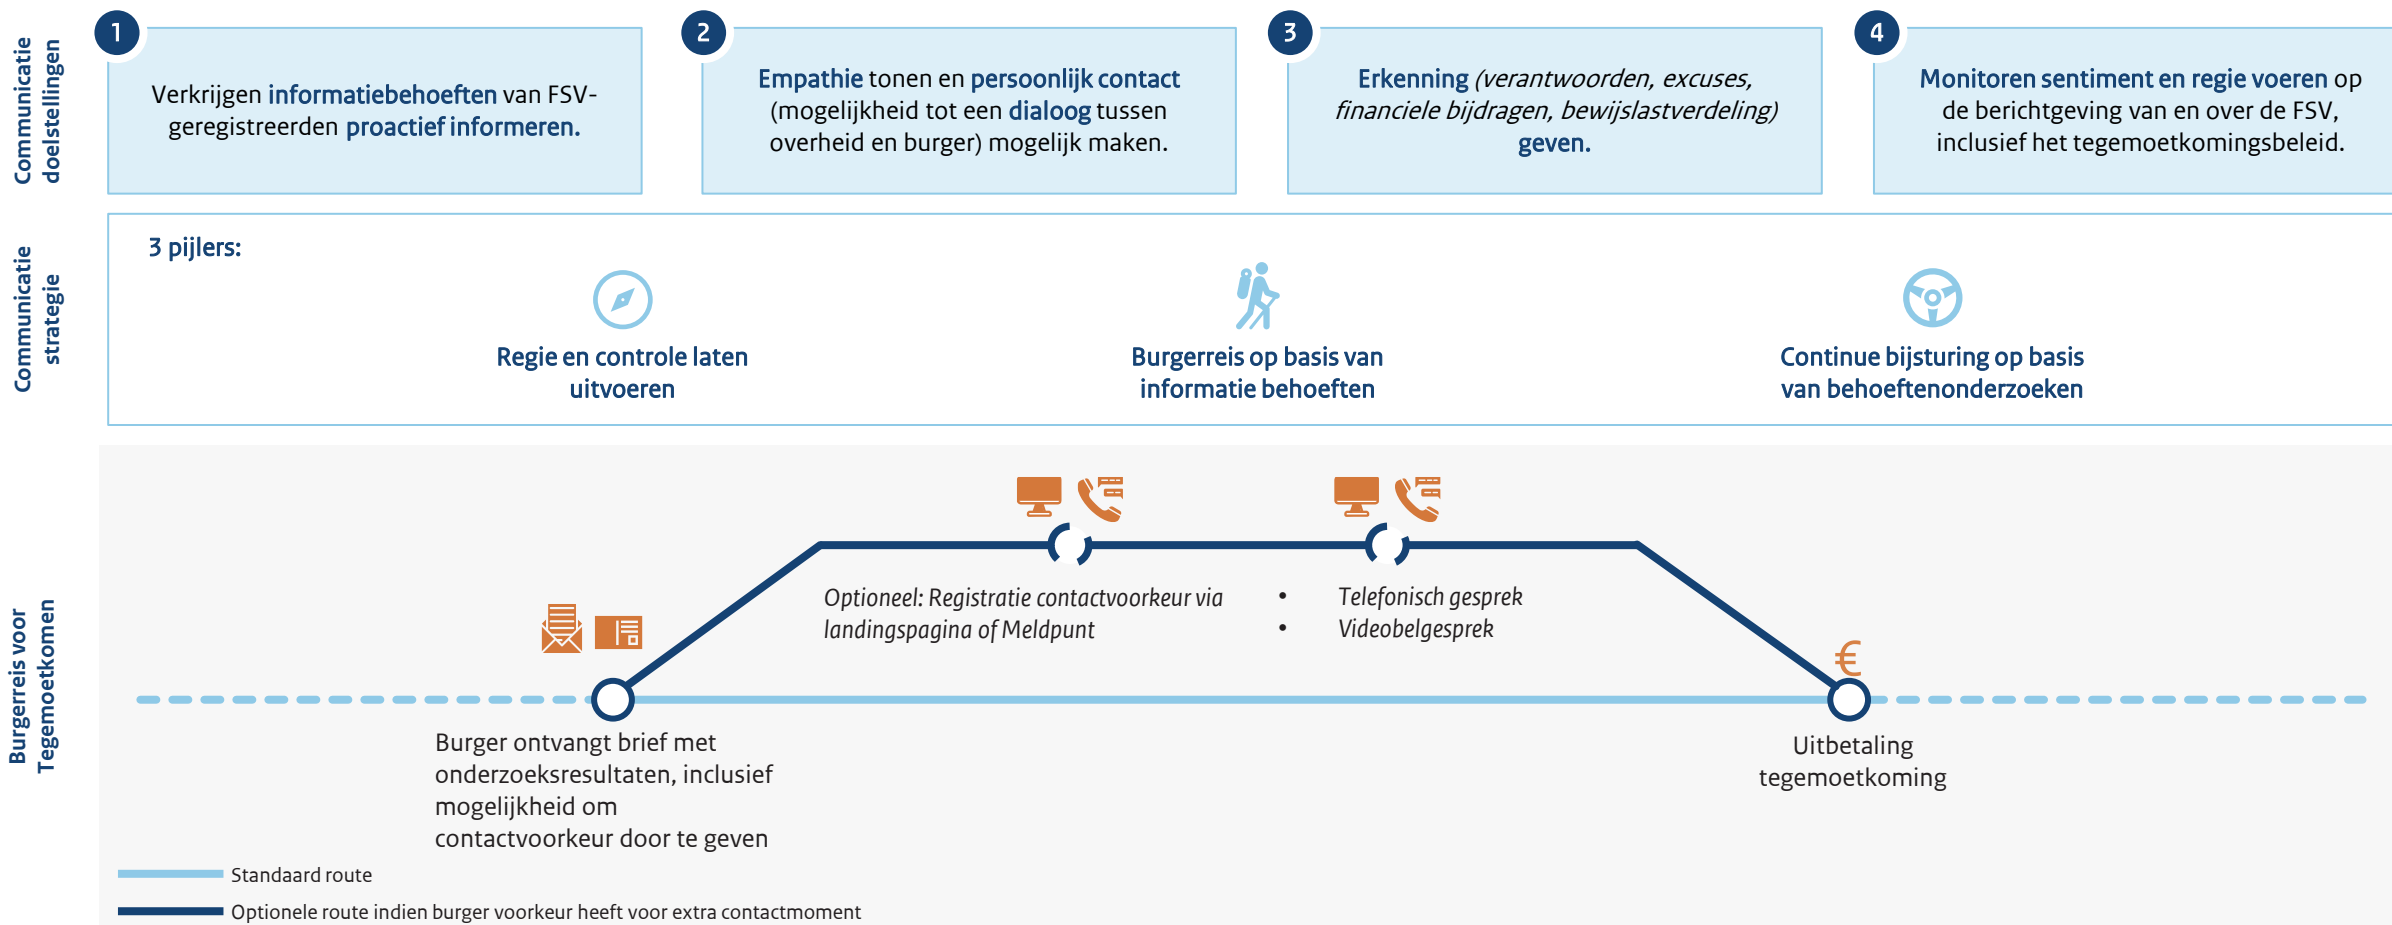 Communicatie
doelstellingen
1
Verkrijgen informatiebehoeften van FSV-
geregistreerden proactief informeren.
2
Empathie tonen en persoonlijk contact
(mogelijkheid tot een dialoog tussen
overheid en burger) mogelijk maken.
3
Erkenning (verantwoorden, excuses,
financiele bijdragen, bewijslastverdeling)
geven.
4
Monitoren sentiment en regie voeren op
de berichtgeving van en over de FSV,
inclusief het tegemoetkomingsbeleid.
Communicatie
strategie
3 pijlers:
Regie en controle laten
uitvoeren
Burgerreis op basis van
informatie behoeften
Continue bijsturing op basis
van behoeftenonderzoeken
Burgerreis voor
Tegemoetkomen
Optioneel: Registratie contactvoorkeur via
landingspagina of Meldpunt
• Telefonisch gesprek
• Videobelgesprek
€
Burger ontvangt brief met
onderzoeksresultaten, inclusief
mogelijkheid om
contactvoorkeur door te geven
Uitbetaling
tegemoetkoming
Standaard route
Optionele route indien burger voorkeur heeft voor extra contactmoment